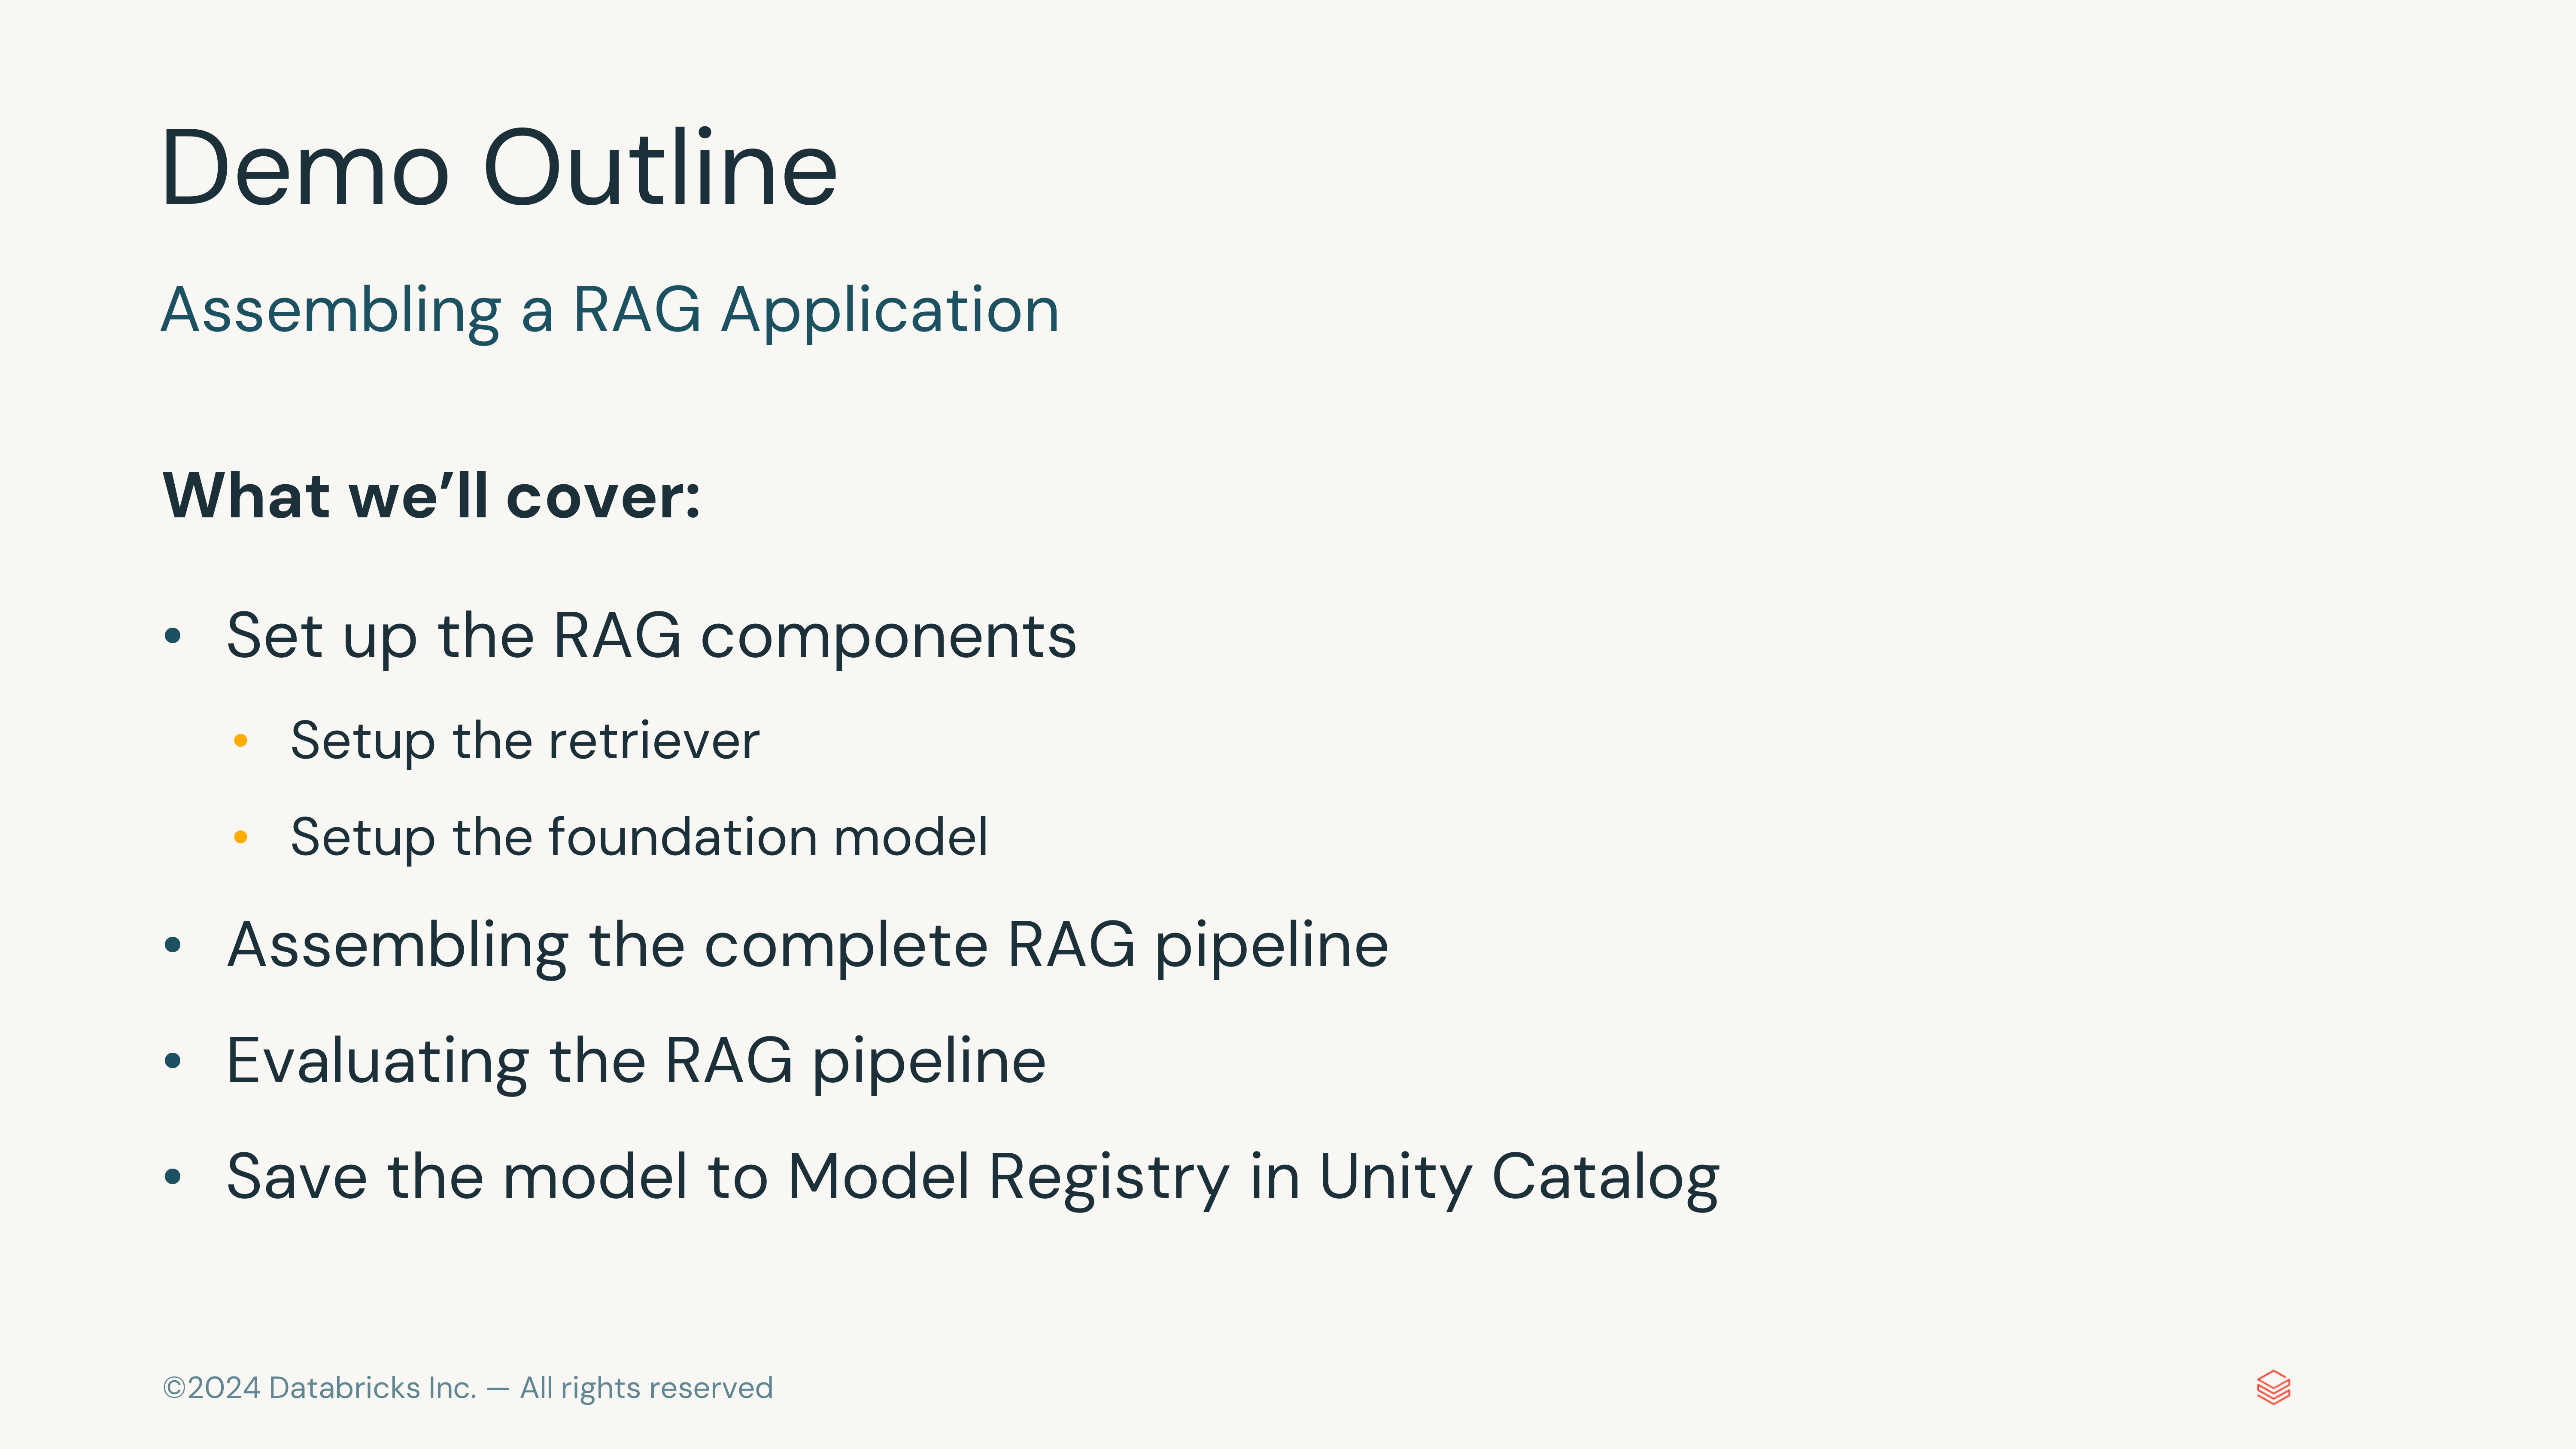 Demo Outline
Assembling a RAG Application
What we’ll cover:
• Set up the RAG components
• Setup the retriever
• Setup the foundation model
• Assembling the complete RAG pipeline
• Evaluating the RAG pipeline
• Save the model to Model Registry in Unity Catalog
©2024 Databricks Inc. — All rights reserved